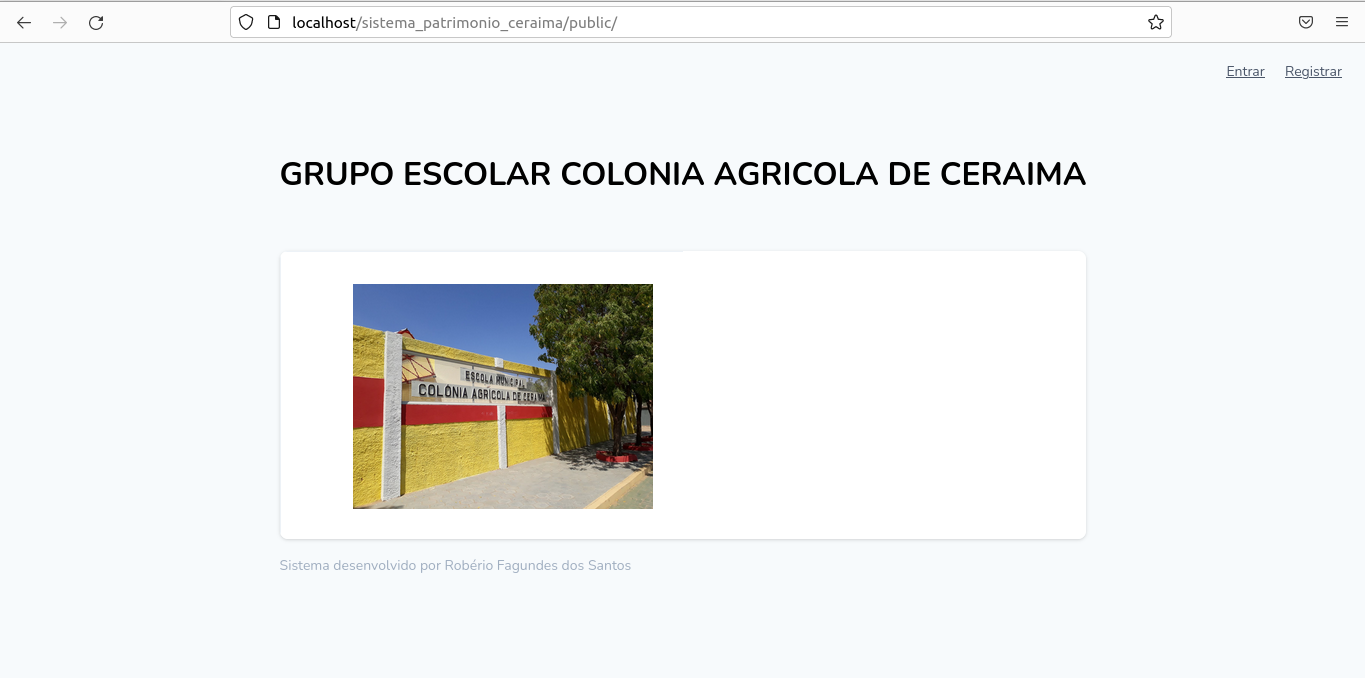 localhost/sistema_patrimonio_ceraima/public/
Entrar Registrar
GRUPO ESCOLAR COLONIA AGRICOLA DE CERAIMA
ESCOLA MUNICIPAL
COLÔNIA AGRÍCOLA DE CERAIMA
Sistema desenvolvido por Robério Fagundes dos Santos